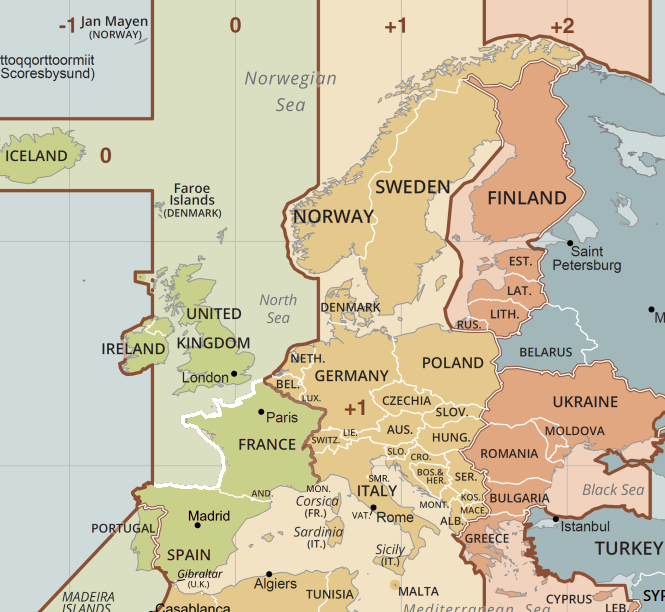 -1
Jan Mayen
(NORWAY)
0
+1
+2
ttoqqorttoormiit
Scoresbysund)
Norwegian
Sea
ICELAND
0
Faroe
Islands
(DENMARK)
SWEDEN
NORWAY
FINLAND
Saint
Petersburg
EST.
LAT.
LITH.
RUS.
M
North
Sea
DENMARK
UNITED
KINGDOM
IRELAND
London
NETH.
BEL.
LUX.
GERMANY
POLAND
BELARUS
+1
CZECHIA
SLOV.
UKRAINE
Paris
FRANCE
LIE.
SWITZ.
AUS.
HUNG.
MOLDOVA
ROMANIA
SLO.
CRO.
BOS.&
HER.
SER.
SMR.
ITALY
MON.
Corsica
(FR.)
AND.
VAT.
Rome
MONT.
KOS.
MACE.
ALB.
BULGARIA
Black Sea
Madrid
PORTUGAL
SPAIN
Gibraltar
(U.K.)
Sardinia
(IT.)
Sicily
(IT.)
GREECE
Istanbul
TURKEY
Algiers
TUNISIA
MALTA
MADEIRA
ISLANDS
Casablanca
Mediterranean Sea
CYPRUS
LEB.
SY